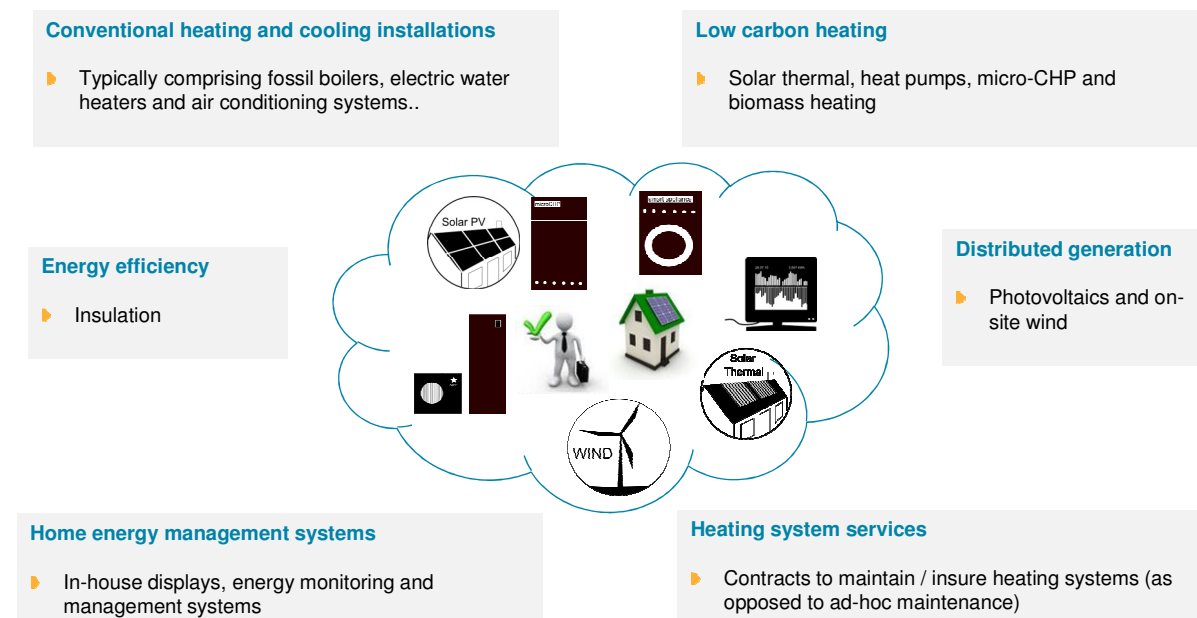 Conventional heating and cooling installations
Typically comprising fossil boilers, electric water
heaters and air conditioning systems..
Low carbon heating
Solar thermal, heat pumps, micro-CHP and
biomass heating
Energy efficiency
Insulation
Solar PV
microCHP
smart appliance
Distributed generation
Photovoltaics and on-
site wind
Solar
Thermal
WIND
Home energy management systems
In-house displays, energy monitoring and
management systems
Heating system services
Contracts to maintain / insure heating systems (as
opposed to ad-hoc maintenance)